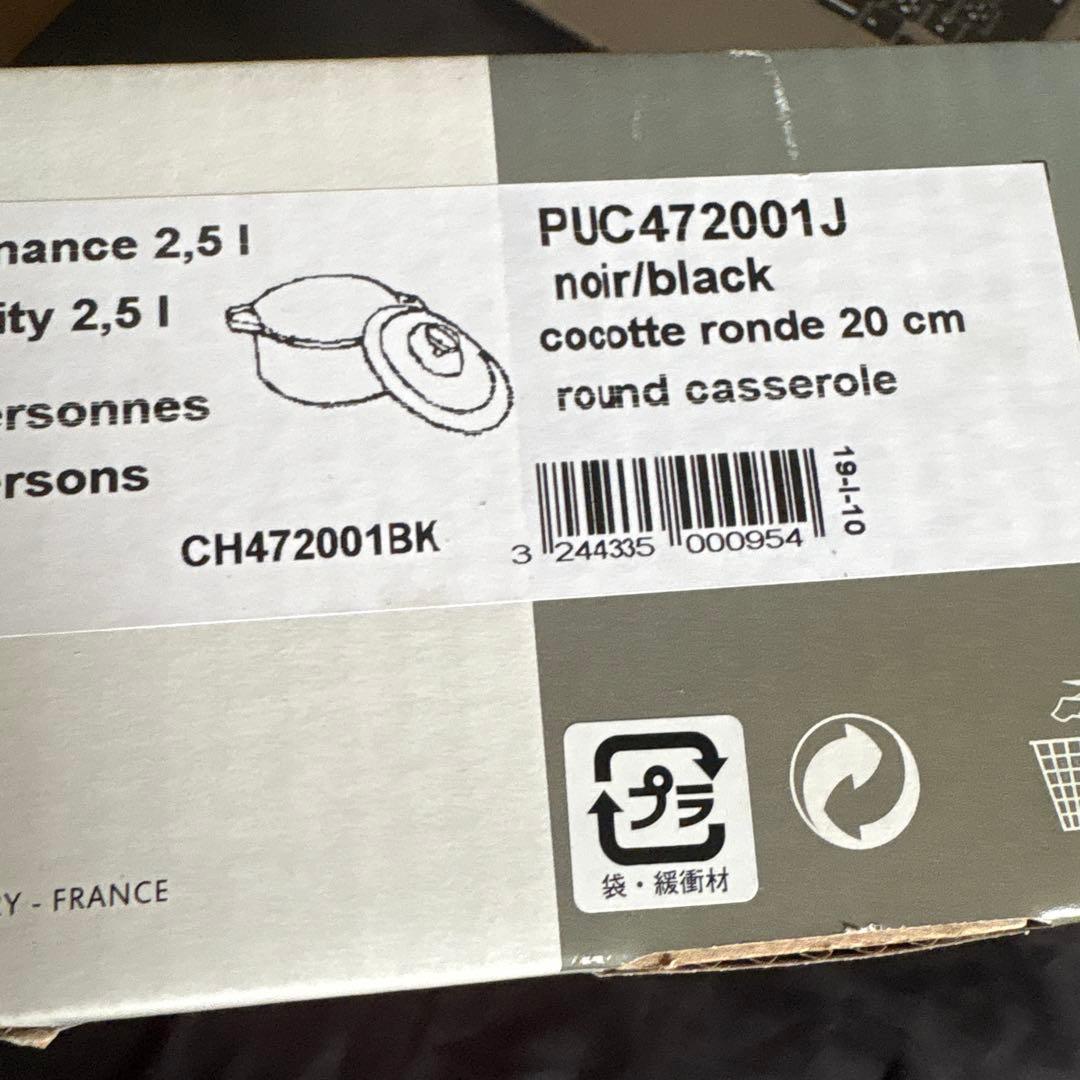 nance 2,5 l
ity 2,5 l
ersonnes
rsons
CH472001BK
PUC472001J
noir/black
cocotte ronde 20 cm
round casserole
3 244335 000954
19-I-10
プラ
袋・緩衝材
Y - FRANCE